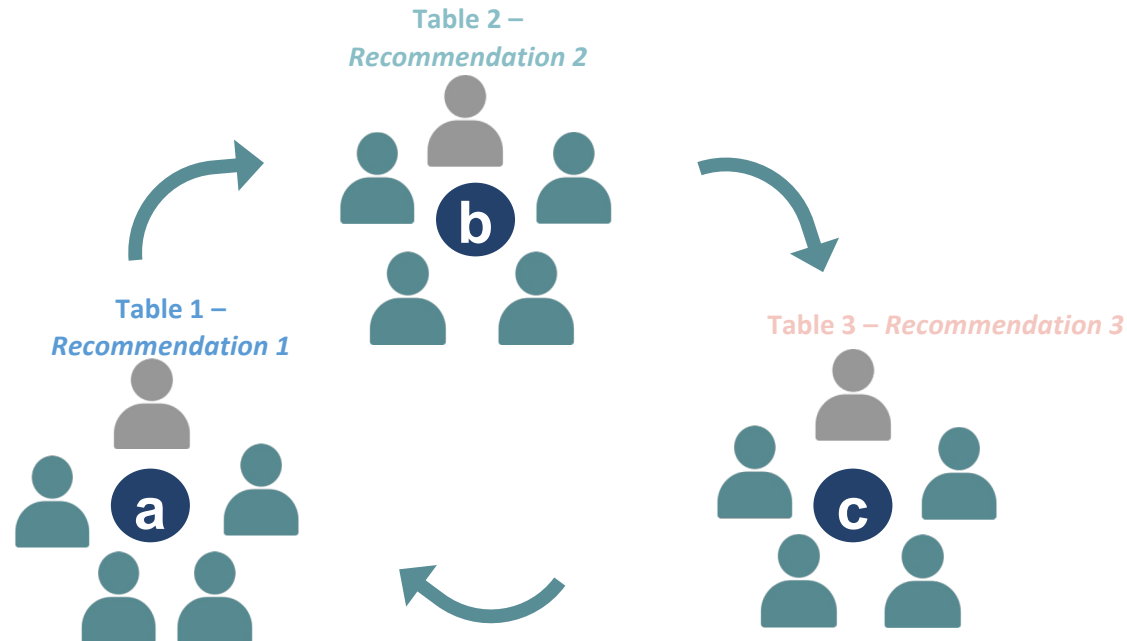 Table 2 –
Recommendation 2
b
Table 1 –
Recommendation 1
Table 3 – Recommendation 3
a
c